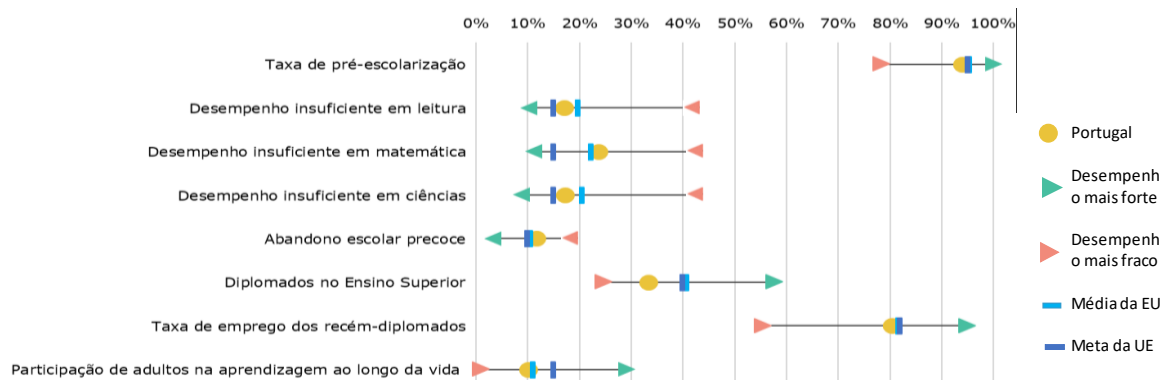 0% 10% 20% 30% 40% 50% 60% 70% 80% 90% 100%
Taxa de pré-escolarização
Desempenho insuficiente em leitura
Desempenho insuficiente em matemática
Desempenho insuficiente em ciências
Abandono escolar precoce
Diplomados no Ensino Superior
Taxa de emprego dos recém-diplomados
Participação de adultos na aprendizagem ao longo da vida
Portugal
Desempenh
o mais forte
Desempenh
o mais fraco
Média da EU
Meta da UE